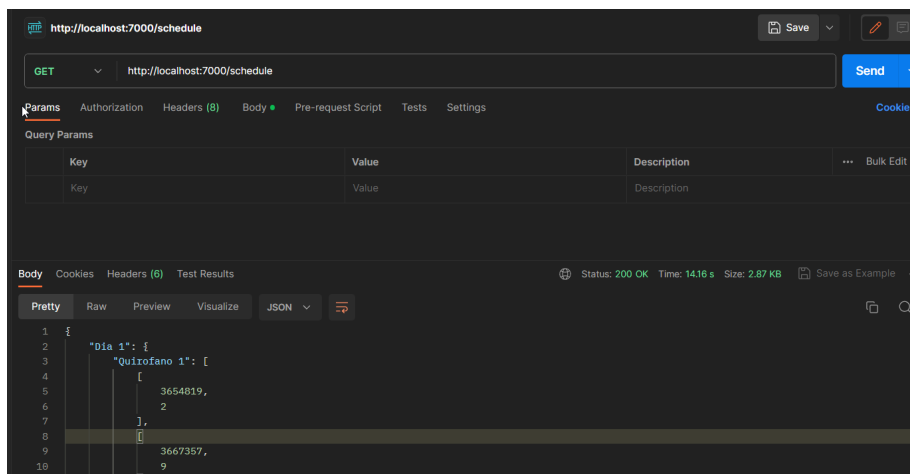 HTTP http://localhost:7000/schedule Save
GET http://localhost:7000/schedule Send
Params Authorization Headers (8) Body Pre-request Script Tests Settings Cookie
Query Params
Key Value Description ••• Bulk Edit
Key Value Description
Body Cookies Headers (6) Test Results Status: 200 OK Time: 14.16 s Size: 2.87 KB Save as Example
Pretty Raw Preview Visualize JSON
1 {
2 "Dia 1": {
3 "Quirofano 1": [
4 [
5 3654819,
6 2
7 ],
8 [
9 3667357,
10 9